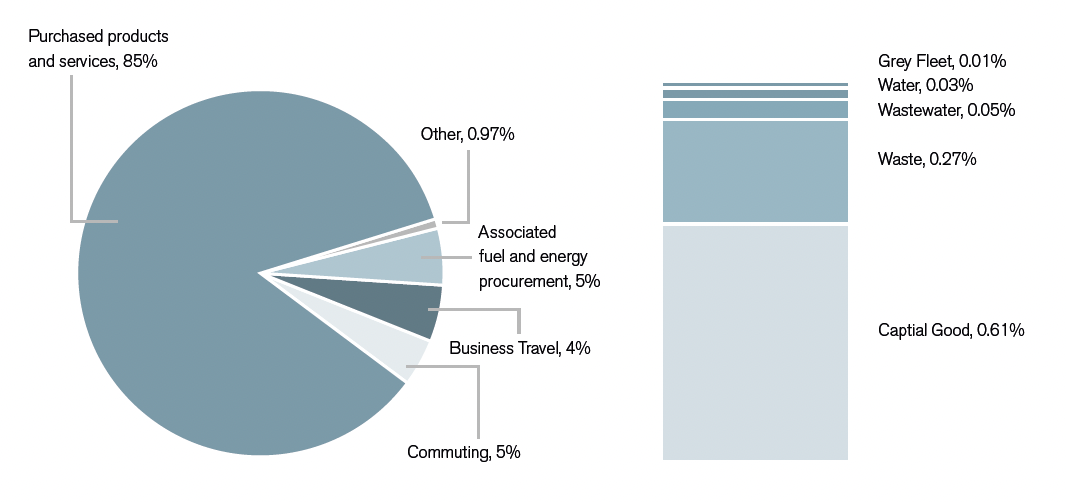 Purchased products
and services, 85%
Other, 0.97%
Associated
fuel and energy
procurement, 5%
Business Travel, 4%
Commuting, 5%
Grey Fleet, 0.01%
Water, 0.03%
Wastewater, 0.05%
Waste, 0.27%
Captial Good, 0.61%